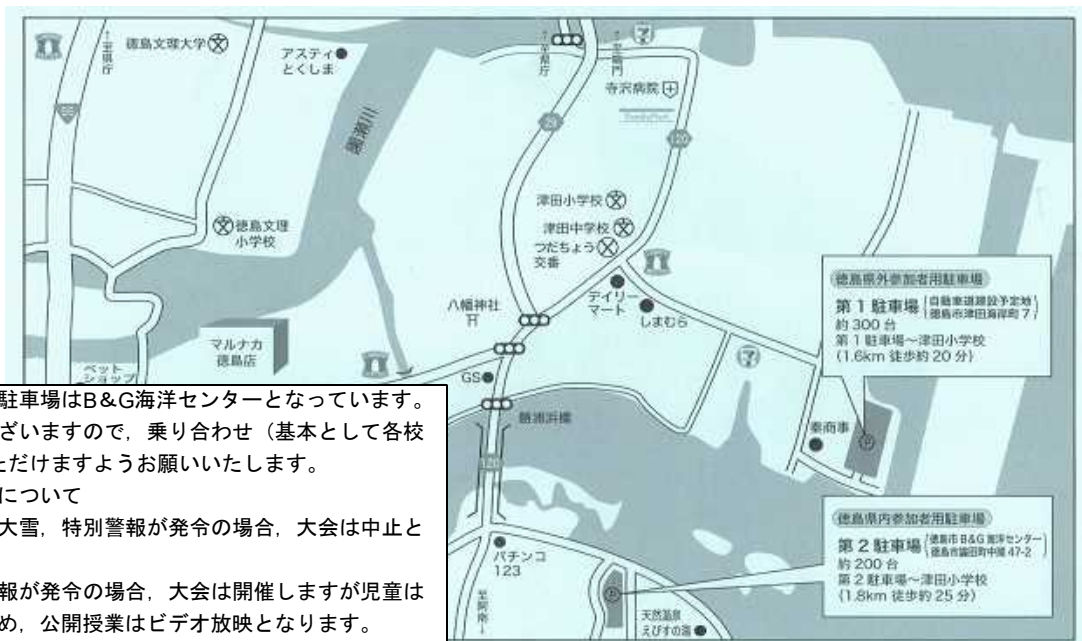 徳島文理大学
↑至県庁
アスティ
とくしま
↑至県庁
↑至鳴門
寺沢病院
FamilyMart
55
29
120
園瀬川
津田小学校
津田中学校
つだちょう
交番
徳島文理
小学校
デイリー
マート
しまむら
八幡神社
マルナカ
徳島店
ペット
ショップ
GS
勝浦浜橋
120
パチンコ
123
至阿南↓
天然温泉
えびすの湯
P
P
徳島県外参加者用駐車場
第1駐車場(自動車道建設予定地
徳島市津田海岸町7)
約300台
第1駐車場～津田小学校
(1.6km 徒歩約20分)
徳島県内参加者用駐車場
第2駐車場(徳島市B&G海洋センター
徳島市論田町中開47-2)
約200台
第2駐車場～津田小学校
(1.8km 徒歩約25分)
駐車場はB&G海洋センターとなっています。
ざいますので，乗り合わせ（基本として各校
ただけますようお願いいたします。
について
大雪，特別警報が発令の場合，大会は中止と
報が発令の場合，大会は開催しますが児童は
め，公開授業はビデオ放映となります。